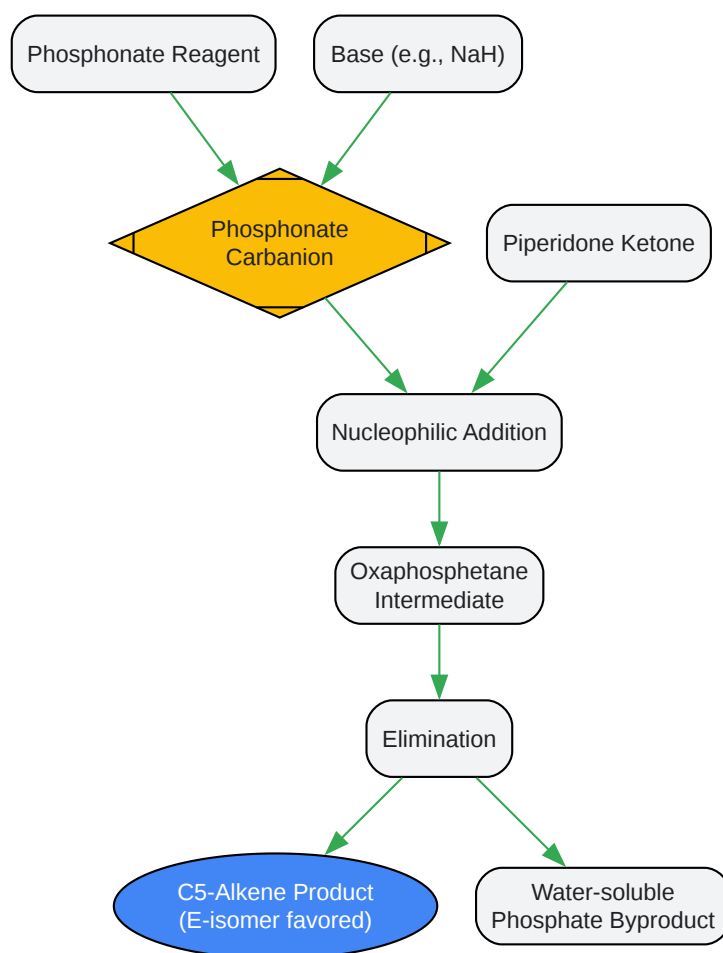 Phosphonate Reagent
Base (e.g., NaH)
Phosphonate
Carbanion
Piperidone Ketone
Nucleophilic Addition
Oxaphosphetane
Intermediate
Elimination
C5-Alkene Product
(E-isomer favored)
Water-soluble
Phosphate Byproduct